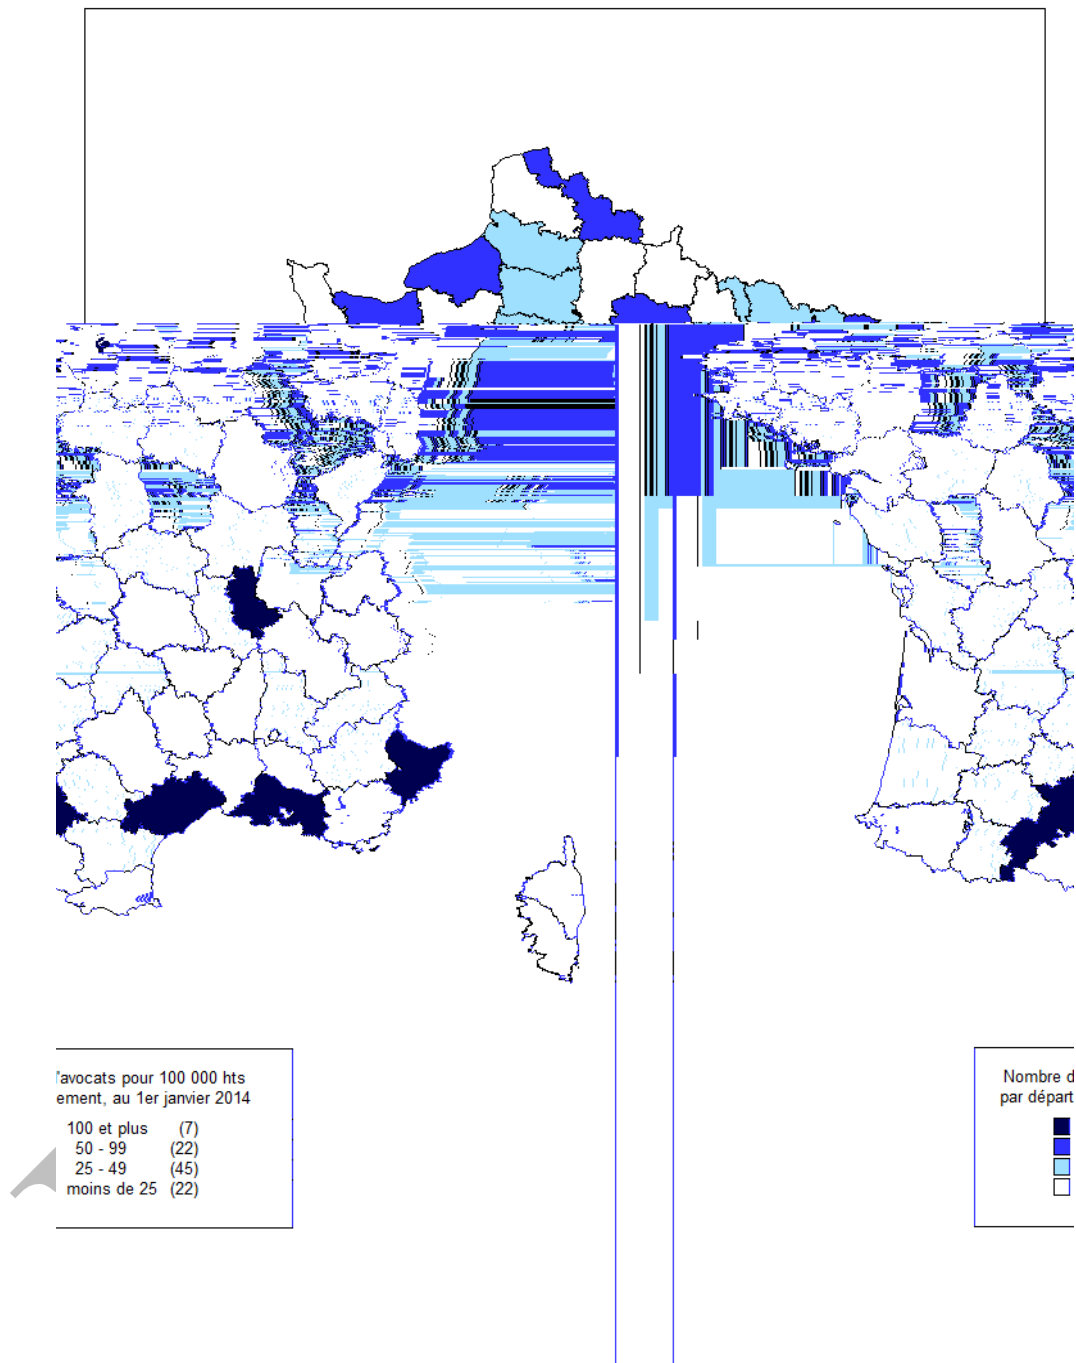 'avocats pour 100 000 hts
ement, au 1er janvier 2014
100 et plus (7)
50 - 99 (22)
25 - 49 (45)
moins de 25 (22)
Nombre d
par départ